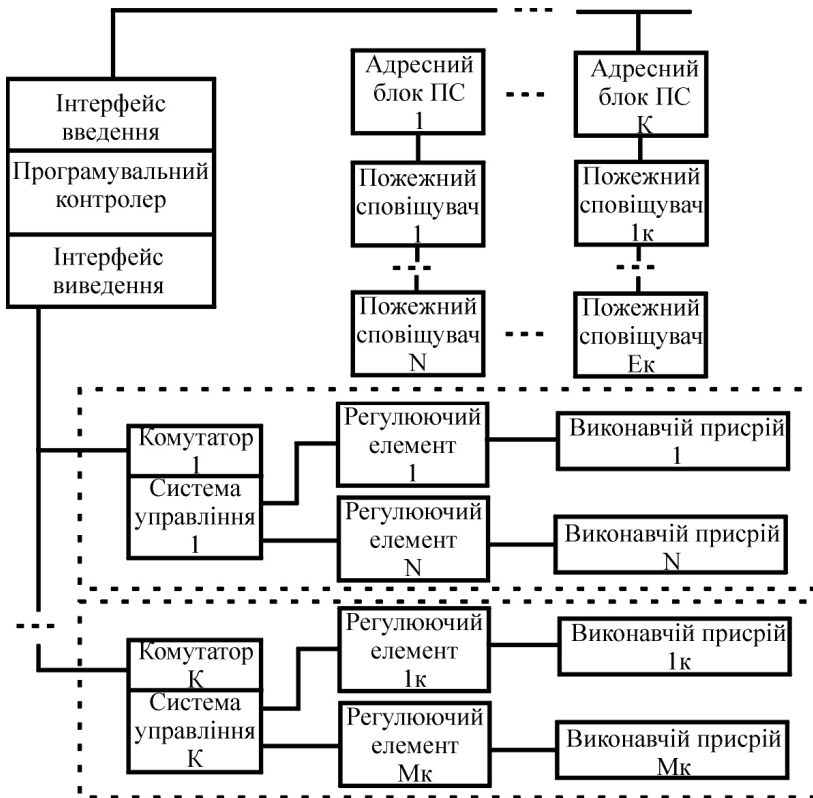 Інтерфейс
введення
Програмувальний
контролер
Інтерфейс
виведення
Адресний
блок ПС
1
Адресний
блок ПС
К
Пожежний
сповіщувач
1
Пожежний
сповіщувач
1к
Пожежний
сповіщувач
N
Пожежний
сповіщувач
Ек
Комутатор
1
Система
управління
1
Регулюючий
елемент
1
Виконавчій присрій
1
Регулюючий
елемент
N
Виконавчій присрій
N
Комутатор
К
Система
управління
К
Регулюючий
елемент
1к
Виконавчій присрій
1к
Регулюючий
елемент
Мк
Виконавчій присрій
Мк